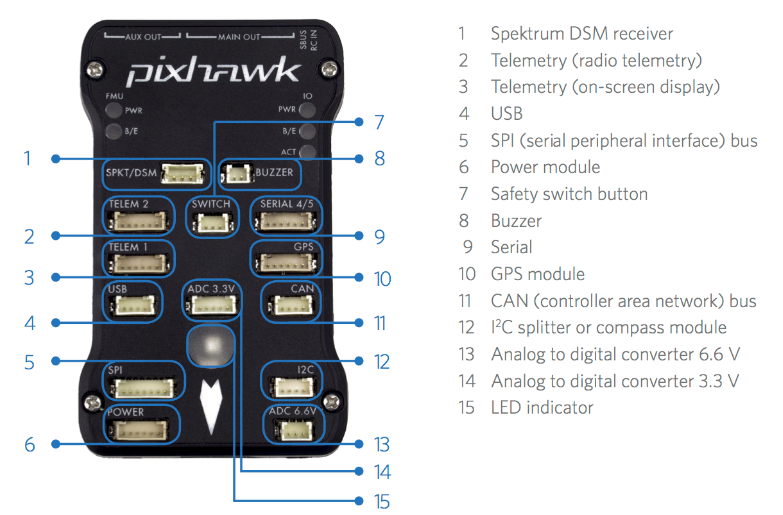 AUX OUT MAIN OUT SBUS RC IN
pixhawk
FMU IO
PWR PWR
B/E B/E
ACT
SPKT/DSM BUZZER
TELEM 2 SWITCH SERIAL 4/5
TELEM 1 GPS
USB ADC 3.3V CAN
SPI I2C
POWER ADC 6.6V
1
2
3
4
5
6
7
8
9
10
11
12
13
14
15
1 Spektrum DSM receiver
2 Telemetry (radio telemetry)
3 Telemetry (on-screen display)
4 USB
5 SPI (serial peripheral interface) bus
6 Power module
7 Safety switch button
8 Buzzer
9 Serial
10 GPS module
11 CAN (controller area network) bus
12 I²C splitter or compass module
13 Analog to digital converter 6.6 V
14 Analog to digital converter 3.3 V
15 LED indicator